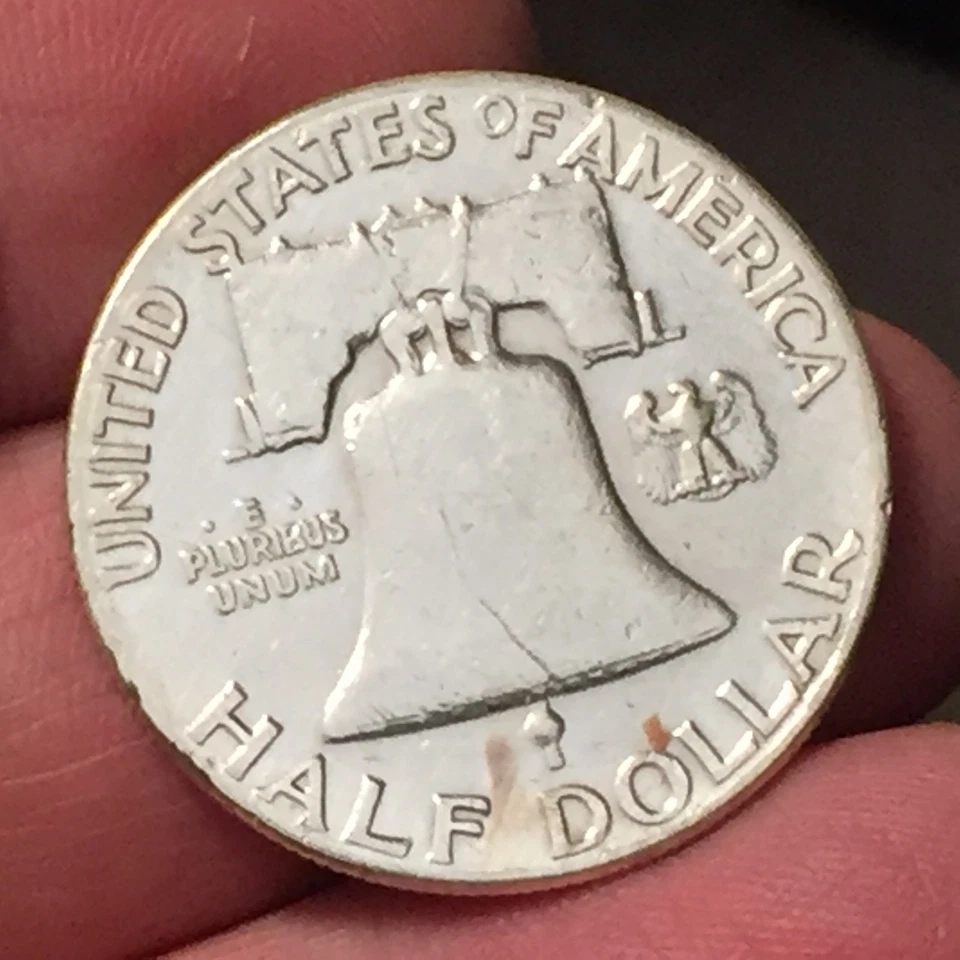 UNITED STATES OF AMERICA
· E ·
PLURIBUS
UNUM
HALF DOLLAR